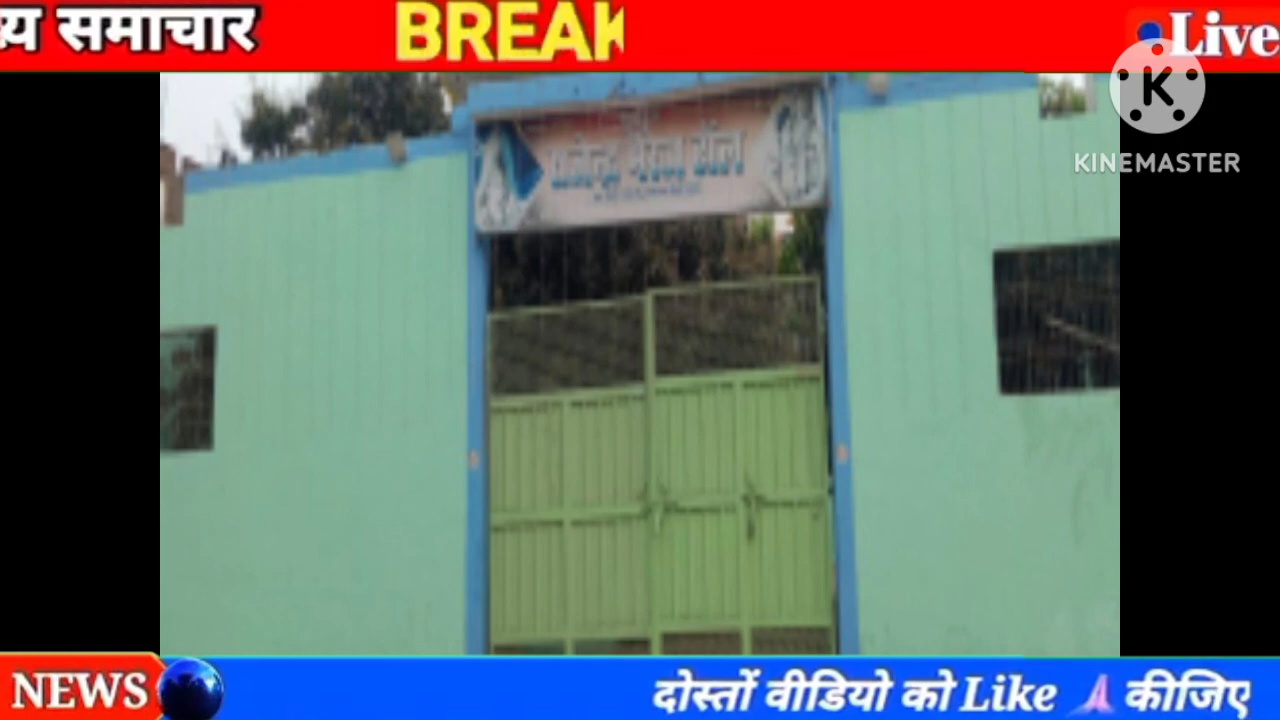 य समाचार
BREAK
Live
KINEMASTER
मैरेज हॉल
NEWS
दोस्तों वीडियो को Like 🙏 कीजिए